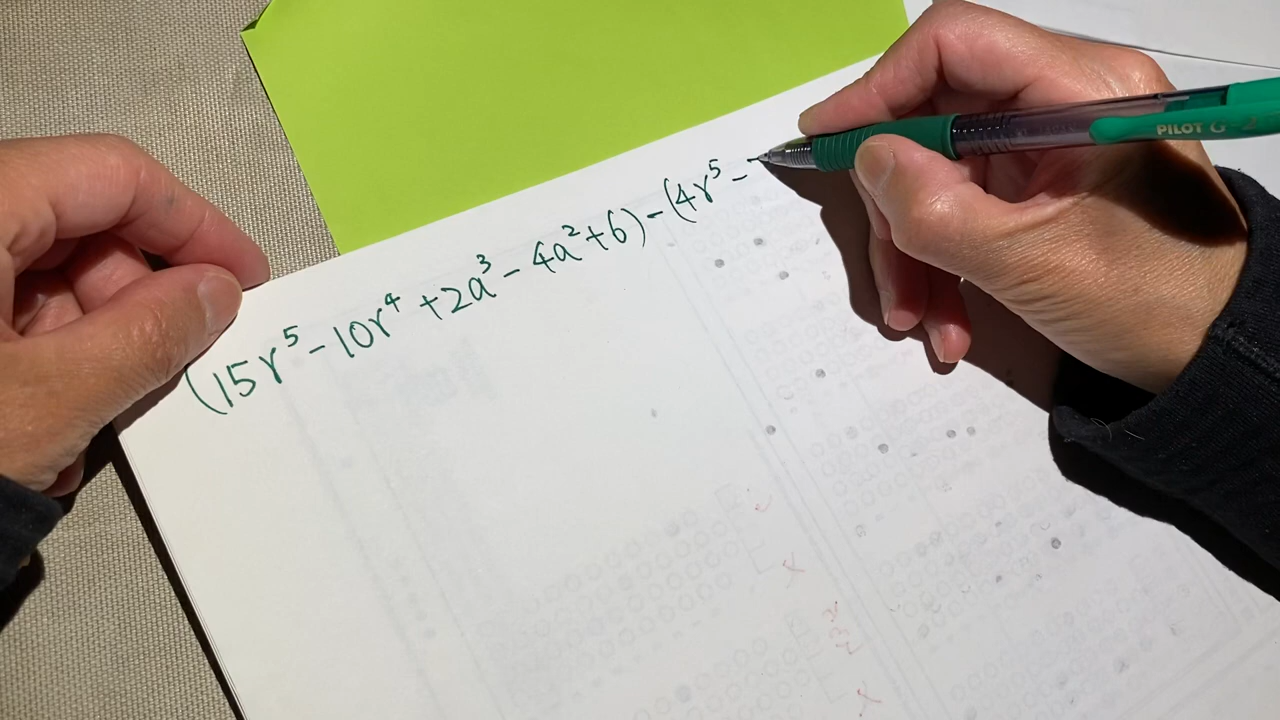 (15r⁵ - 10r⁴ + 2a³ - 4a² + 6) - (4r⁵ -
PILOT G-2